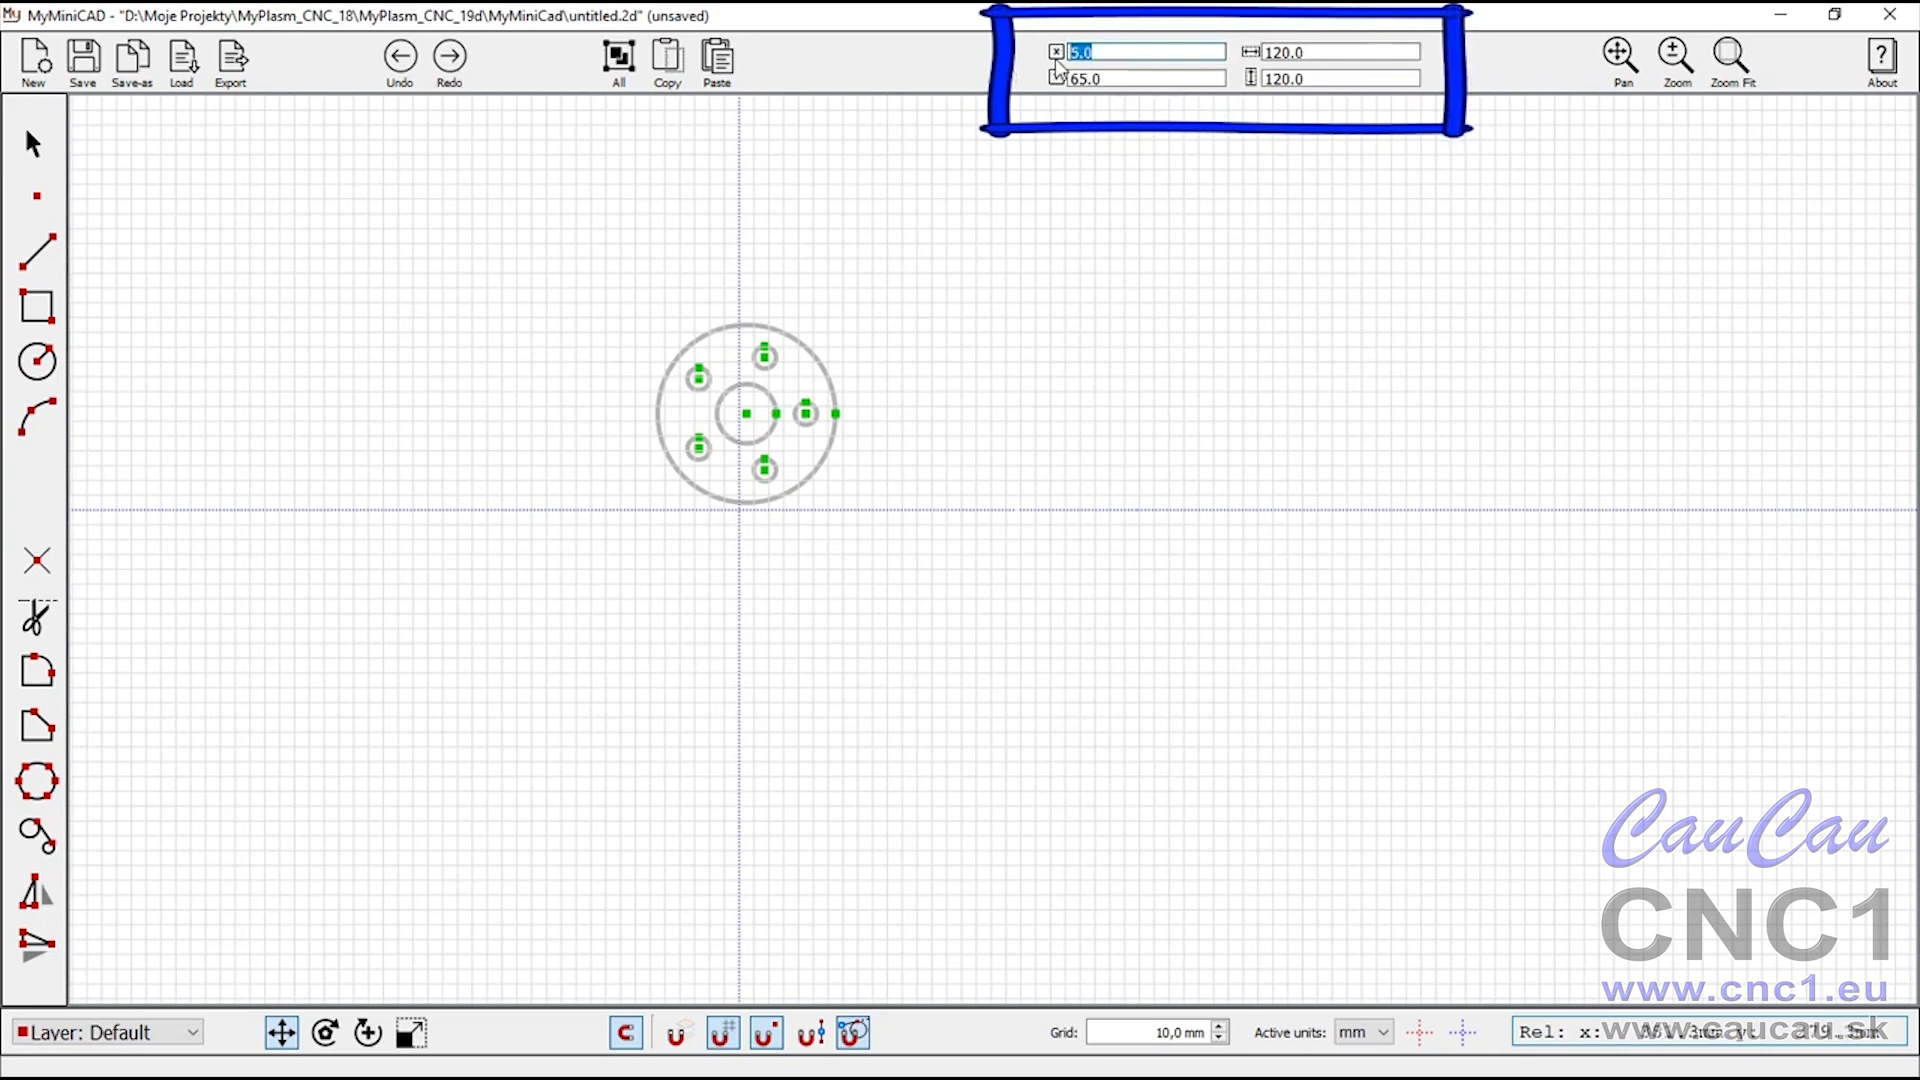 My MyMiniCAD - "D:\Moje Projekty\MyPlasm_CNC_18\MyPlasm_CNC_19d\MyMiniCad\untitled.2d" (unsaved)
New Save Save-as Load Export Undo Redo All Copy Paste
x 5.0 120.0
65.0 120.0
Pan Zoom Zoom Fit About
CauCau
CNC1
www.cnc1.eu
www.caucau.sk
Layer: Default
Grid: 10,0 mm Active units: mm Rel: x: